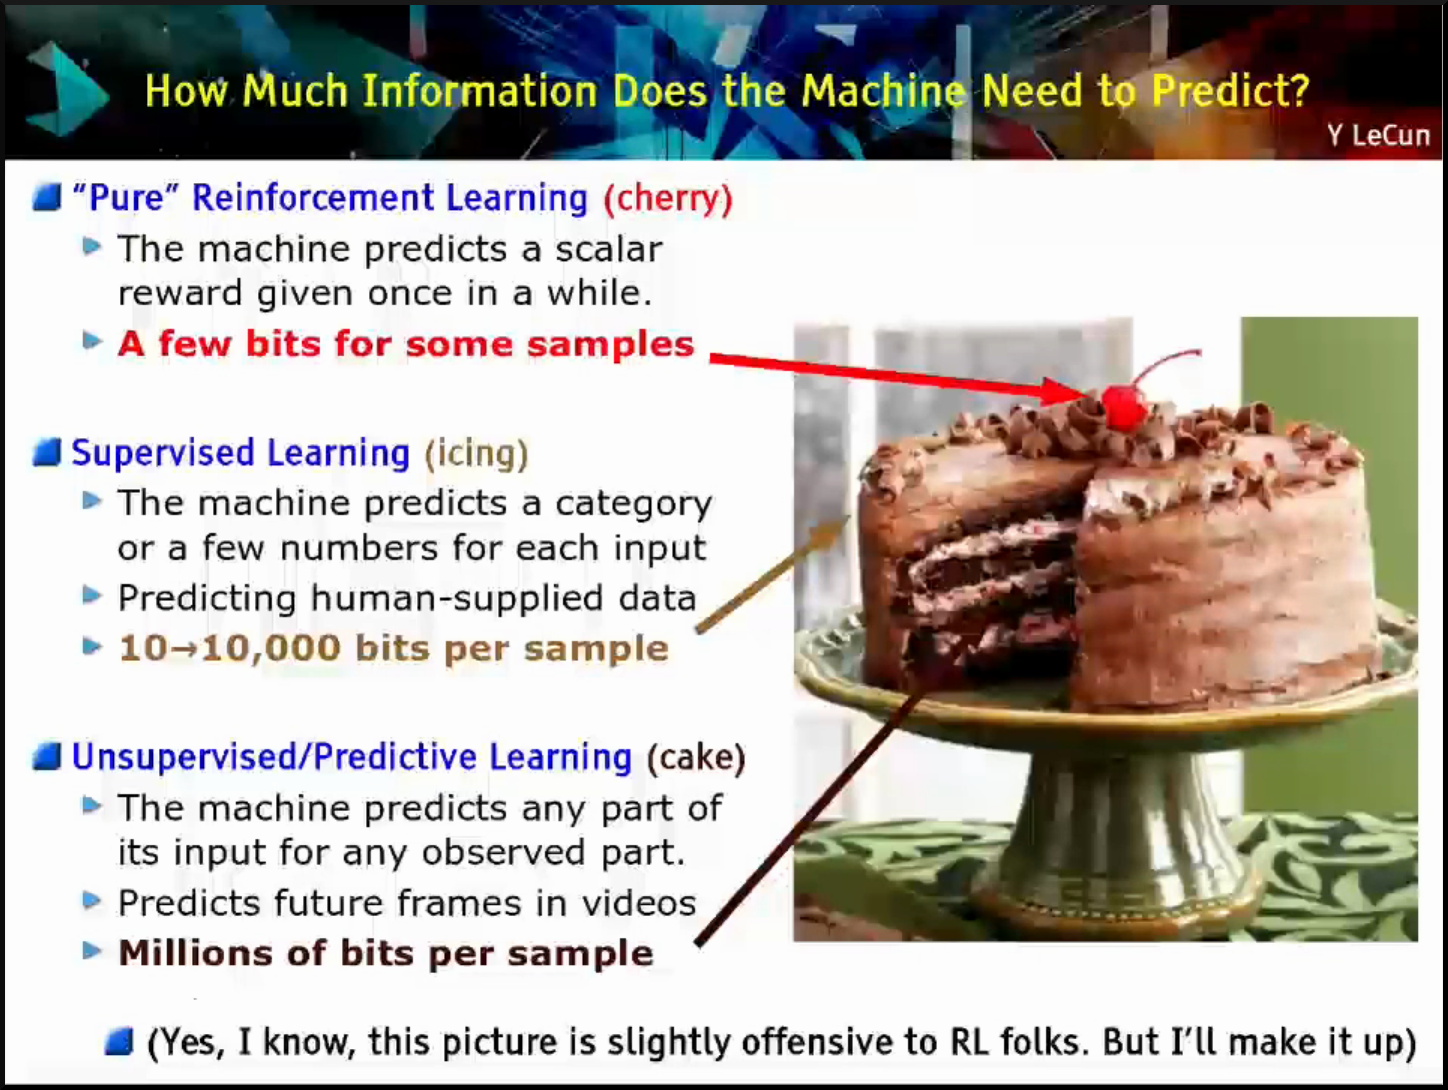 How Much Information Does the Machine Need to Predict?
Y LeCun
"Pure" Reinforcement Learning (cherry)
The machine predicts a scalar
reward given once in a while.
A few bits for some samples
Supervised Learning (icing)
The machine predicts a category
or a few numbers for each input
Predicting human-supplied data
10→10,000 bits per sample
Unsupervised/Predictive Learning (cake)
The machine predicts any part of
its input for any observed part.
Predicts future frames in videos
Millions of bits per sample
(Yes, I know, this picture is slightly offensive to RL folks. But I'll make it up)